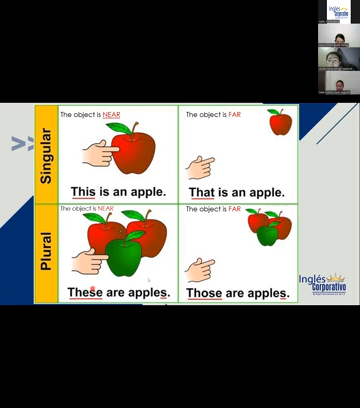 Singular
The object is NEAR
This is an apple.
The object is FAR
That is an apple.
Plural
The object is NEAR
These are apples.
The object is FAR
Those are apples.
Inglés
Corporativo